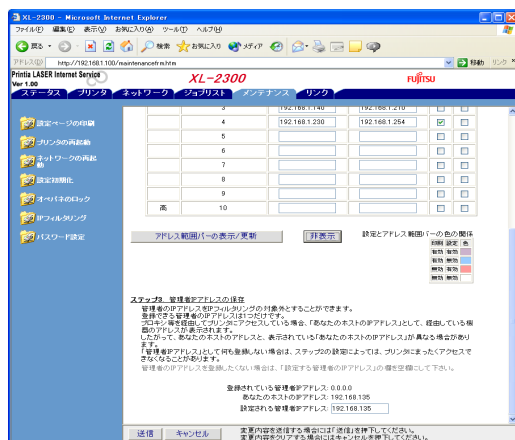 XL-2300 - Microsoft Internet Explorer
ファイル(F) 編集(E) 表示(V) お気に入り(A) ツール(T) ヘルプ(H)
戻る 検索 お気に入り メディア
アドレス(D) http://192.168.1.100/maintenancefrm.htm 移動 リンク
Printia LASER Internet Service
Ver 1.00
XL-2300
FUJITSU
ステータス プリンタ ネットワーク ジョブリスト メンテナンス リンク
設定ページの印刷
プリンタの再起動
ネットワークの再起動
設定初期化
オペパネのロック
IPフィルタリング
パスワード設定
3 192.168.1.140 192.168.1.210
4 192.168.1.230 192.168.1.254
5
6
7
8
9
高 10
アドレス範囲バーの表示/更新 非表示
設定とアドレス範囲バーの色の関係
印刷 設定 色
有効 有効
有効 無効
無効 有効
無効 無効
ステップ3 管理者IPアドレスの保存
管理者のIPアドレスをIPフィルタリングの対象外とすることができます。
登録できる管理者のIPアドレスは1つだけです。
プロキシ等を経由してプリンタにアクセスしている場合、「あなたのホストのIPアドレス」として、経由している機
器のアドレスが表示されます。
したがって、あなたのホストのアドレスと、表示されている「あなたのホストのIPアドレス」が異なる場合があり
ます。
「管理者IPアドレス」として何も登録しない場合は、ステップ2の設定によっては、プリンタにまったくアクセスで
きなくなることがあります。
管理者のIPアドレスを登録したくない場合は、「設定する管理者のIPアドレス」の欄を空欄にして下さい。
登録されている管理者IPアドレス: 0.0.0.0
あなたのホストのIPアドレス: 192.168.135
設定される管理者IPアドレス: 192.168.135
送信 キャンセル
変更内容を送信する場合には「送信」を押下してください。
変更内容をクリアする場合にはキャンセルを押下してください。